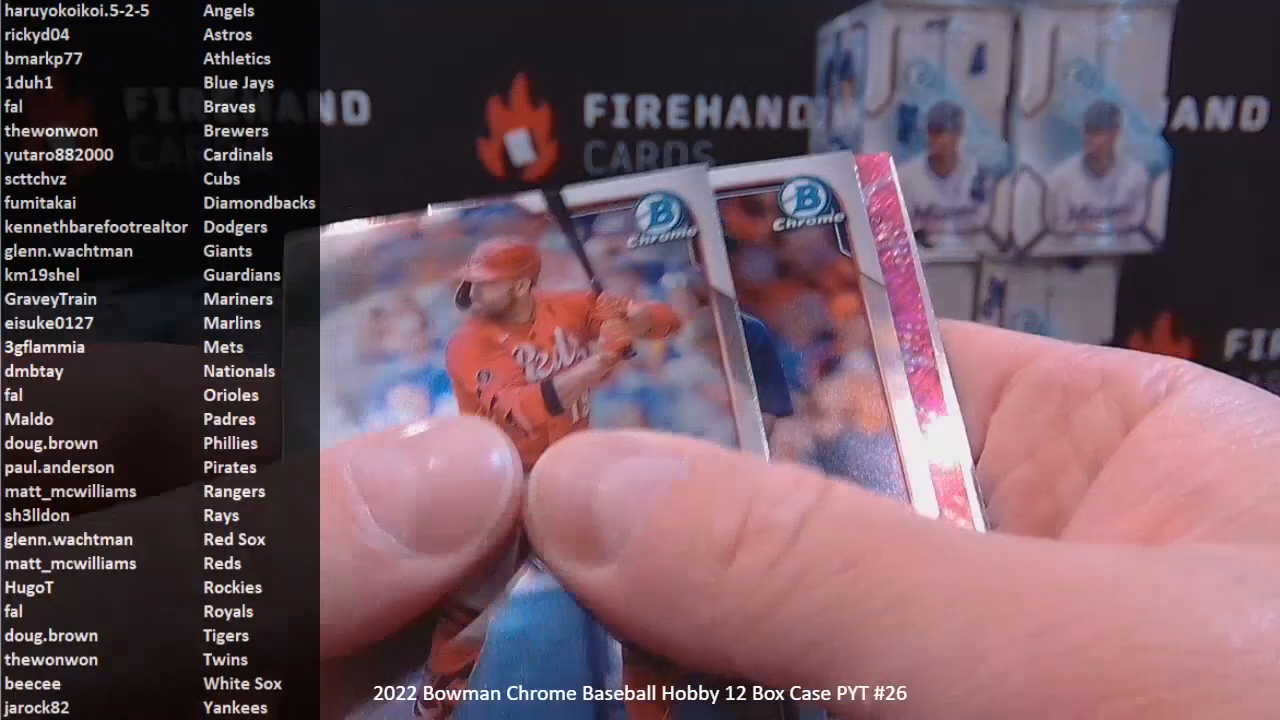 haruyokoikoi.5-2-5 Angels
rickyd04 Astros
bmarkp77 Athletics
1duh1 Blue Jays
fal Braves
thewonwon Brewers
yutaro882000 Cardinals
scttchvz Cubs
fumitakai Diamondbacks
kennethbarefootrealtor Dodgers
glenn.wachtman Giants
km19shel Guardians
GraveyTrain Mariners
eisuke0127 Marlins
3gflammia Mets
dmbtay Nationals
fal Orioles
Maldo Padres
doug.brown Phillies
paul.anderson Pirates
matt_mcwilliams Rangers
sh3lldon Rays
glenn.wachtman Red Sox
matt_mcwilliams Reds
HugoT Rockies
fal Royals
doug.brown Tigers
thewonwon Twins
beecee White Sox
jarock82 Yankees
FIREHAND
CARDS
B
Chrome
B
Chrome
Reds
2022 Bowman Chrome Baseball Hobby 12 Box Case PYT #26